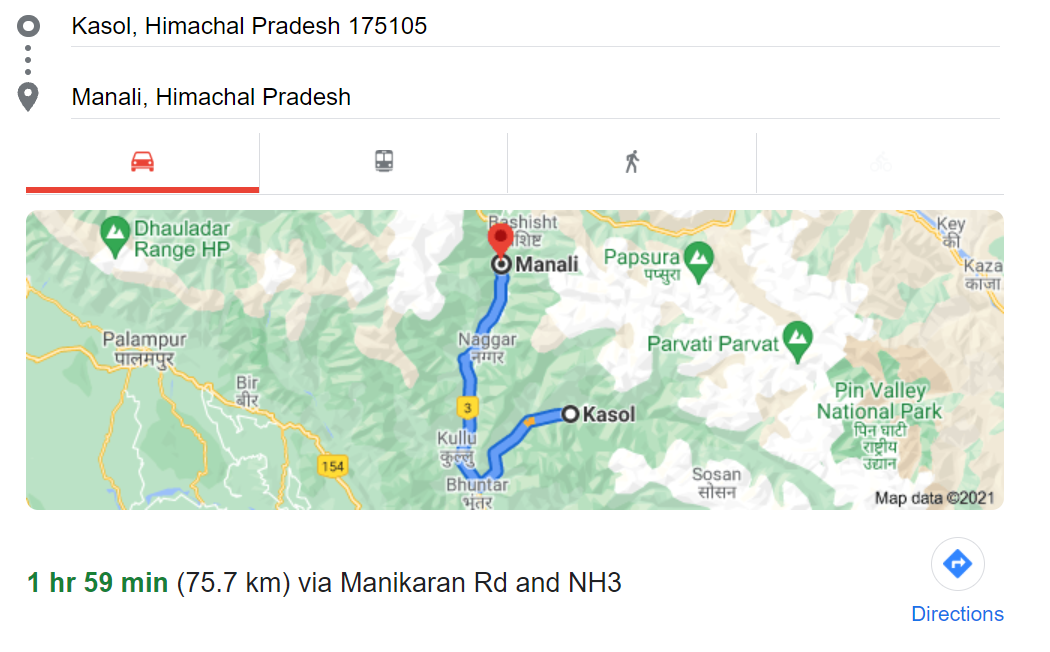 Kasol, Himachal Pradesh 175105
Manali, Himachal Pradesh
Bashisht
शिष्ट
Dhauladar
Range HP
Key
की
Manali
Papsura
पप्सुरा
Kaza
काजा
Palampur
पालमपुर
Naggar
नग्गर
Parvati Parvat
Bir
बीर
Pin Valley
National Park
पिन घाटी
राष्ट्रीय
उद्यान
3
Kasol
Kullu
कुल्लू
154
Bhuntar
भुंतर
Sosan
सोसन
Map data ©2021
1 hr 59 min (75.7 km) via Manikaran Rd and NH3
Directions